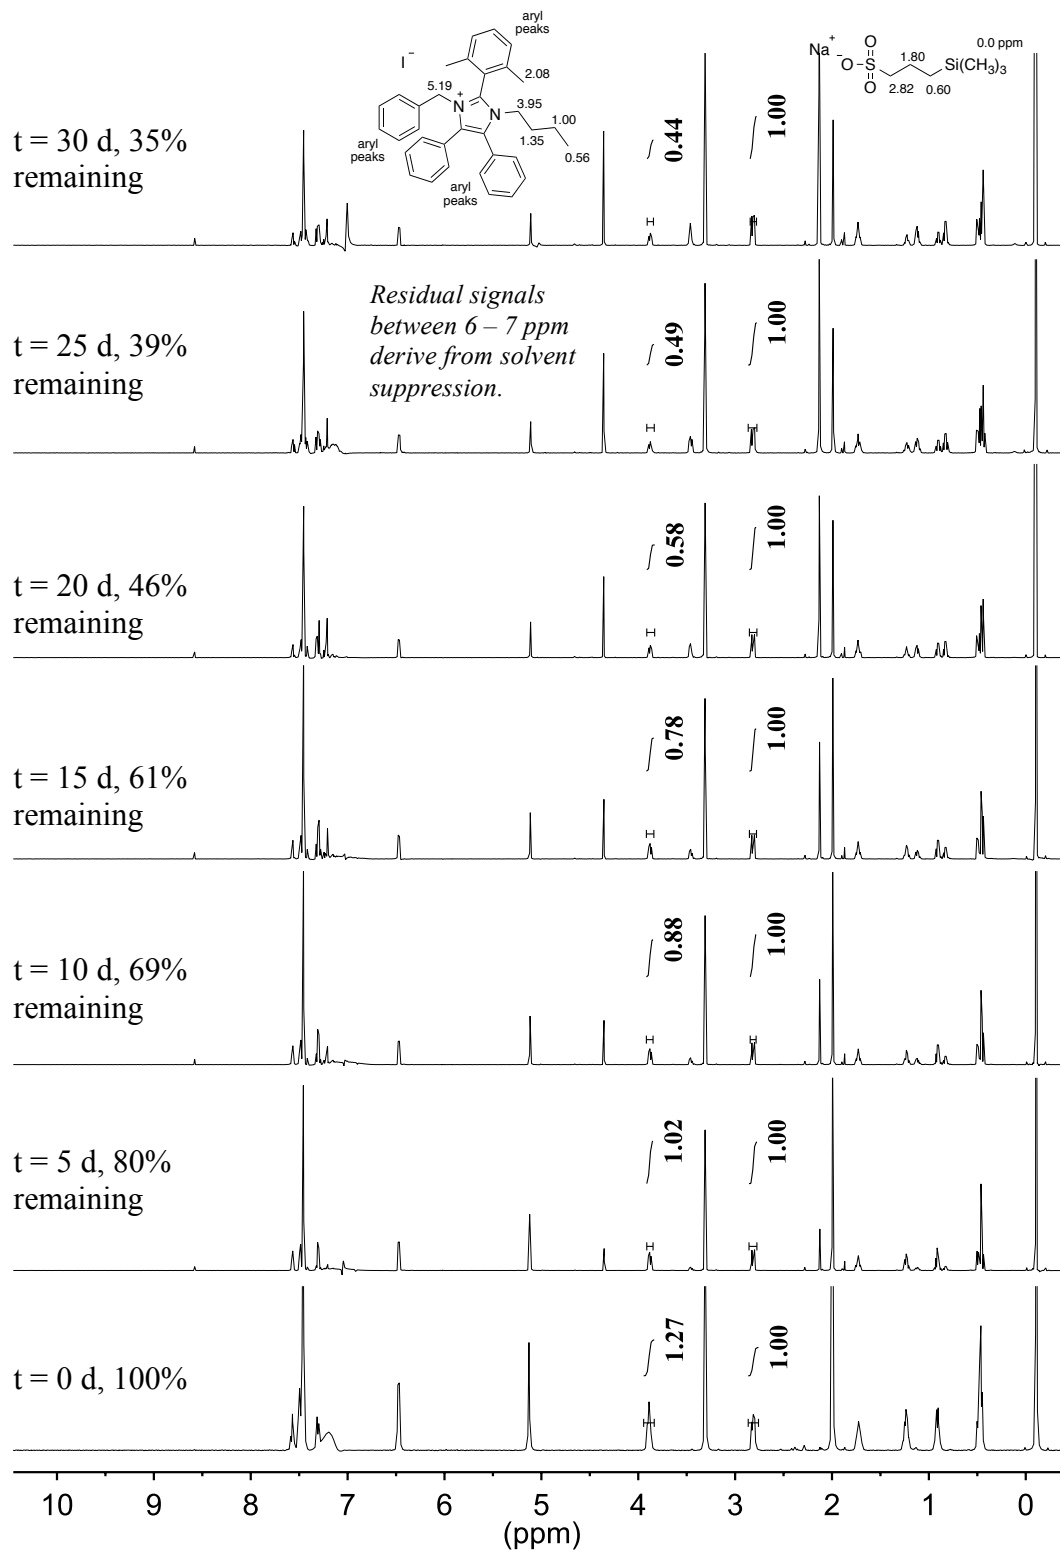 aryl
peaks
I⁻
2.08
5.19
N⁺
N
3.95
1.00
1.35
0.56
aryl
peaks
aryl
peaks
Na⁺
⁻O
O
S
O
1.80
2.82
0.60
0.0 ppm
Si(CH₃)₃
t = 30 d, 35%
remaining
0.44
1.00
Residual signals
between 6 – 7 ppm
derive from solvent
suppression.
t = 25 d, 39%
remaining
0.49
1.00
t = 20 d, 46%
remaining
0.58
1.00
t = 15 d, 61%
remaining
0.78
1.00
t = 10 d, 69%
remaining
0.88
1.00
t = 5 d, 80%
remaining
1.02
1.00
t = 0 d, 100%
1.27
1.00
10 9 8 7 6 5 4 3 2 1 0
(ppm)